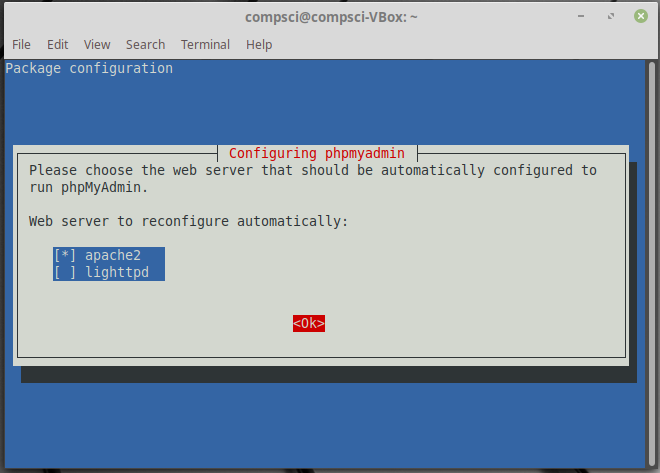 compsci@compsci-VBox: ~
File Edit View Search Terminal Help
Package configuration
Configuring phpmyadmin
Please choose the web server that should be automatically configured to
run phpMyAdmin.
Web server to reconfigure automatically:
[*] apache2
[ ] lighttpd
<Ok>